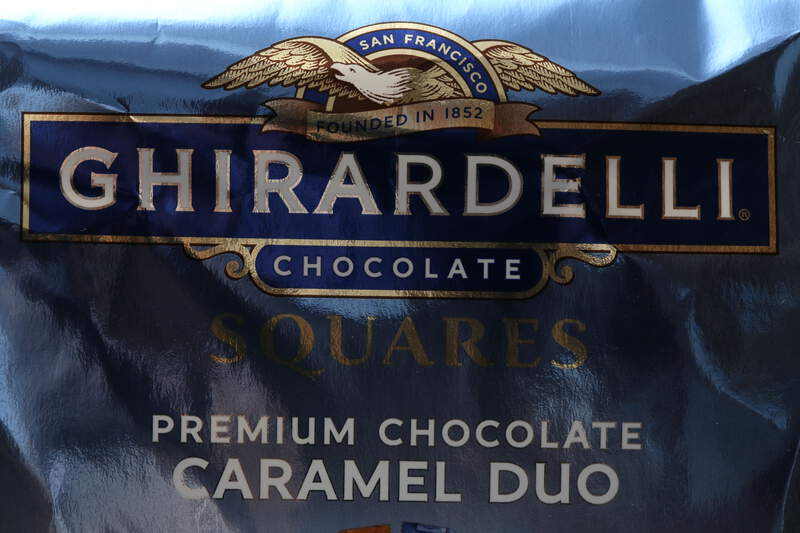 SAN FRANCISCO
FOUNDED IN 1852
GHIRARDELLI®
CHOCOLATE
SQUARES
PREMIUM CHOCOLATE
CARAMEL DUO